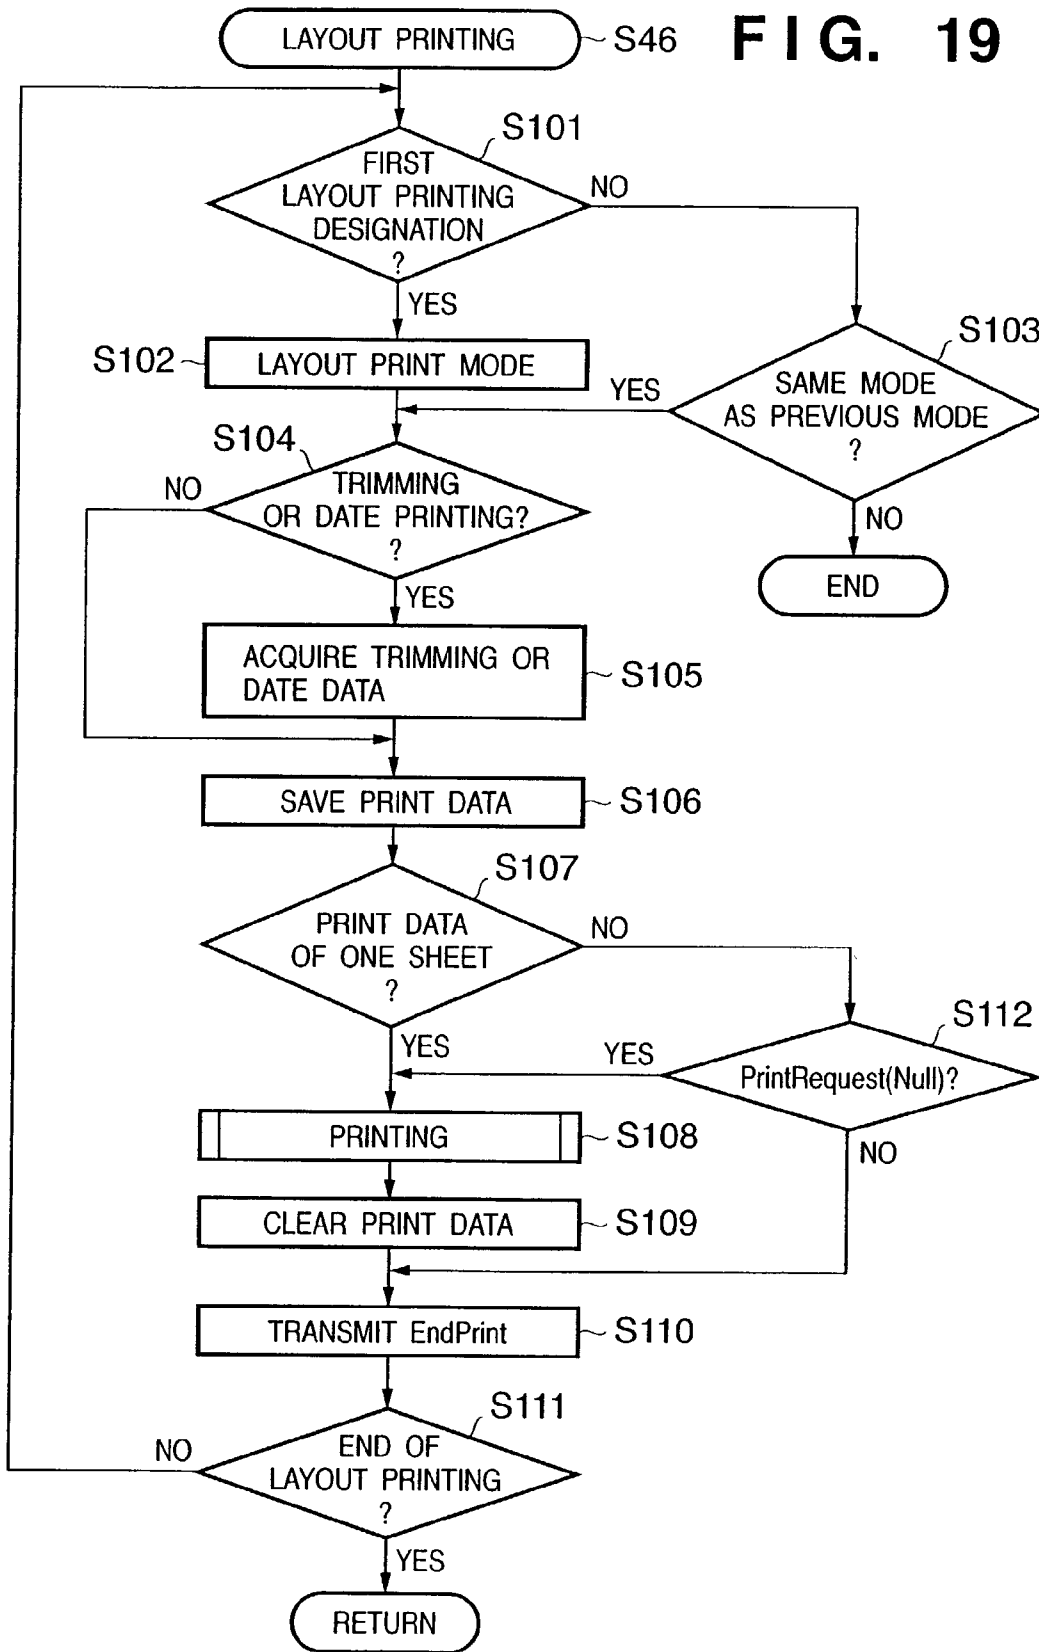 LAYOUT PRINTING
S46
FIG. 19
S101
FIRST
LAYOUT PRINTING
DESIGNATION
?
NO
YES
S102
LAYOUT PRINT MODE
S103
SAME MODE
AS PREVIOUS MODE
?
YES
NO
END
S104
TRIMMING
OR DATE PRINTING?
?
NO
YES
ACQUIRE TRIMMING OR
DATE DATA
S105
SAVE PRINT DATA
S106
S107
PRINT DATA
OF ONE SHEET
?
NO
YES
S112
PrintRequest(Null)?
YES
NO
PRINTING
S108
CLEAR PRINT DATA
S109
TRANSMIT EndPrint
S110
S111
END OF
LAYOUT PRINTING
?
NO
YES
RETURN